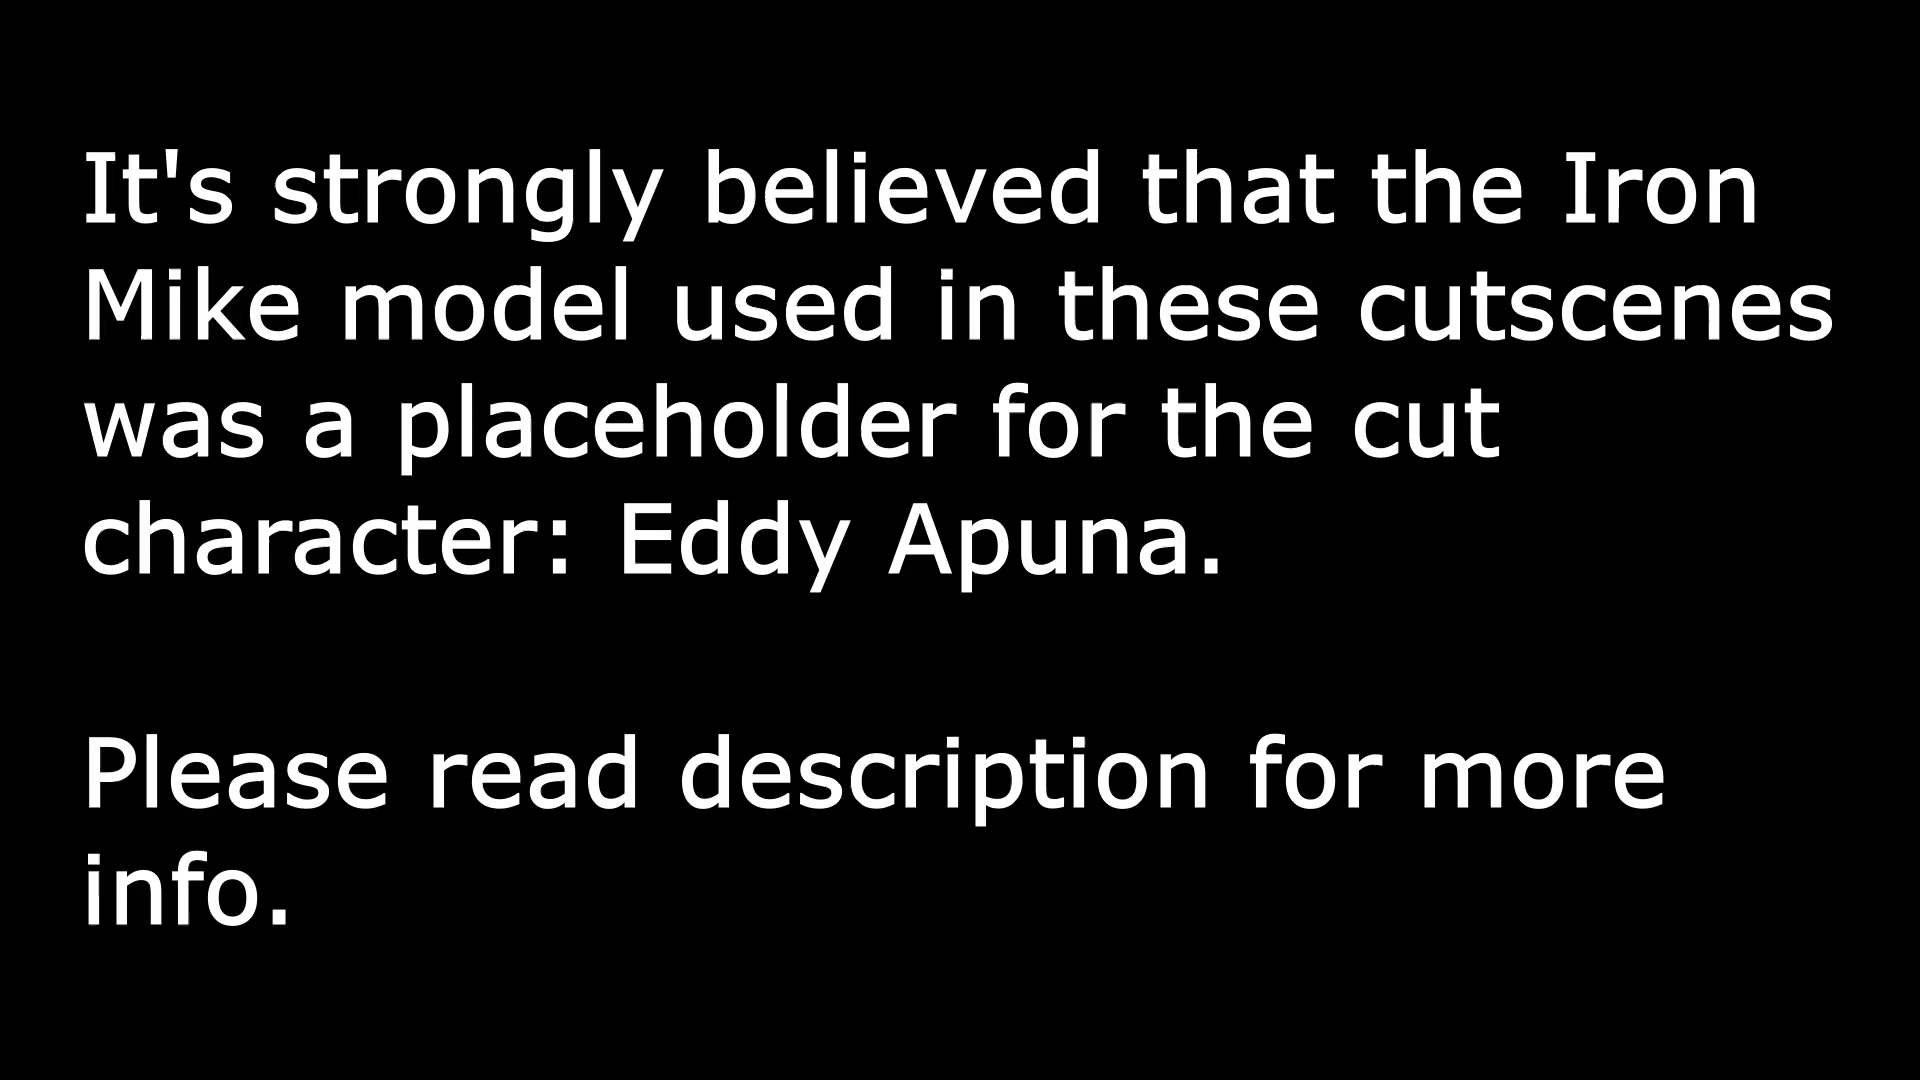 It's strongly believed that the Iron
Mike model used in these cutscenes
was a placeholder for the cut
character: Eddy Apuna.
Please read description for more
info.